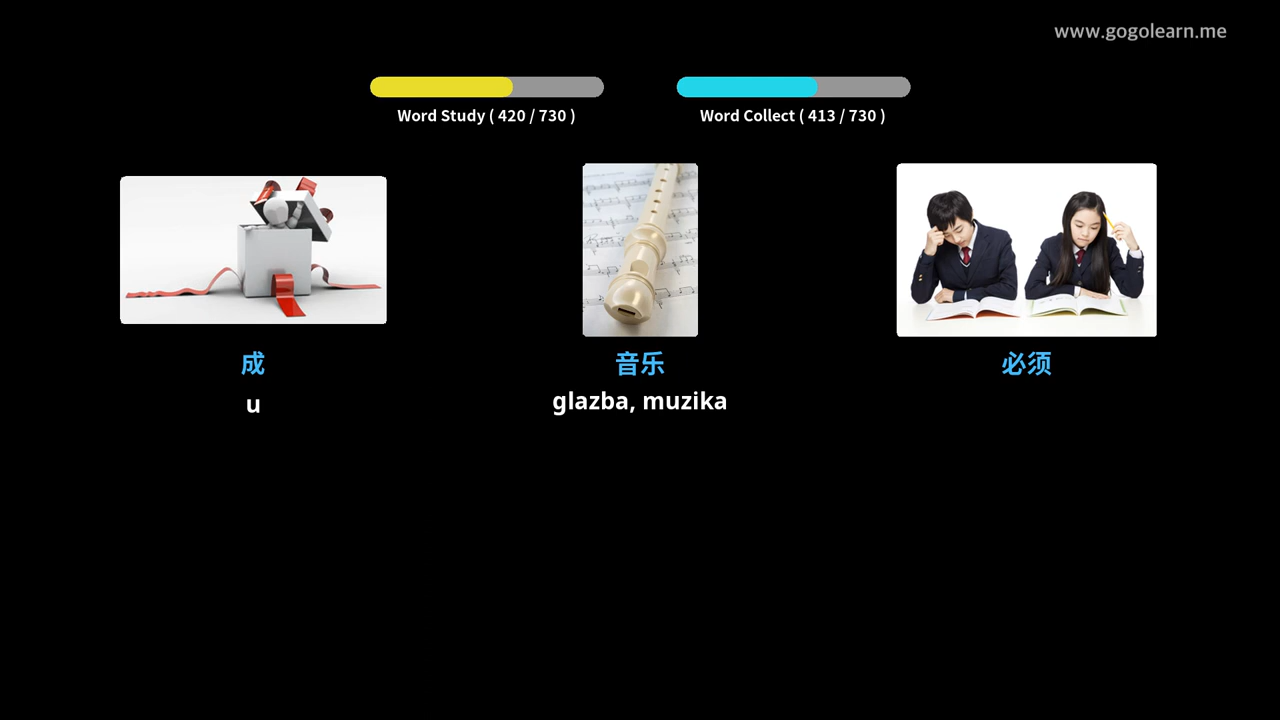 www.gogolearn.me
Word Study ( 420 / 730 )
Word Collect ( 413 / 730 )
成
音乐
必须
u
glazba, muzika